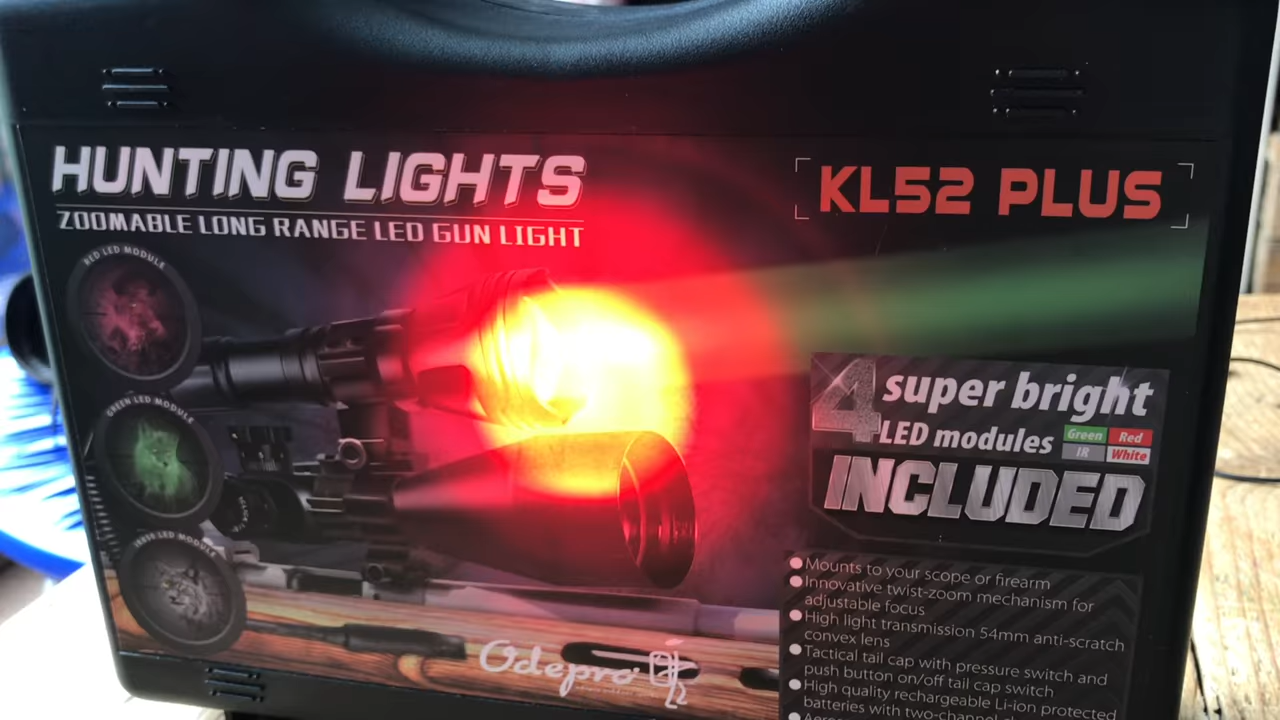 HUNTING LIGHTS
ZOOMABLE LONG RANGE LED GUN LIGHT
KL52 PLUS
RED LED MODULE
GREEN LED MODULE
LED MODULE
4 super bright
LED modules
Green Red
IR White
INCLUDED
Mounts to your scope or firearm
Innovative twist-zoom mechanism for
adjustable focus
High light transmission 54mm anti-scratch
convex lens
Tactical tail cap with pressure switch and
push button on/off tail cap switch
High quality rechargeable Li-ion protected
batteries with two-channel
Odepro